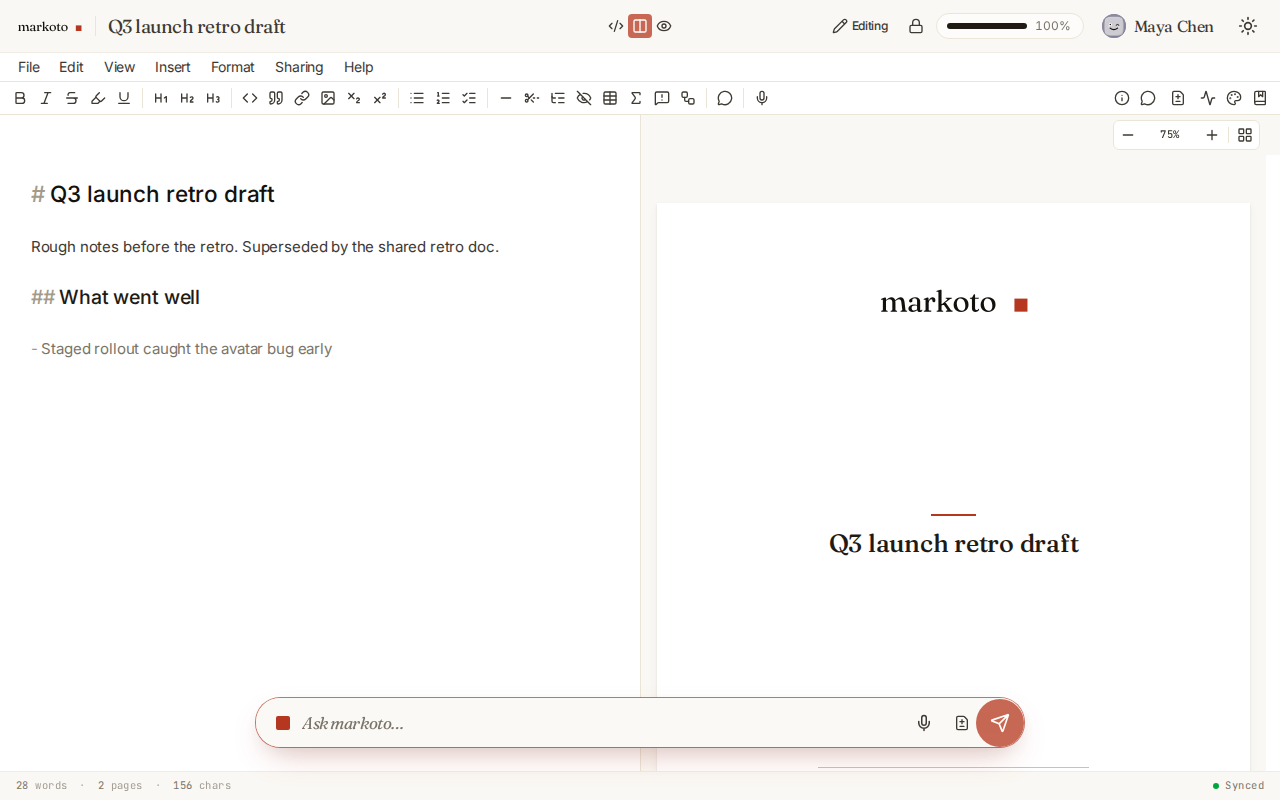 markoto
Q3 launch retro draft
Editing
100%
Maya Chen
File Edit View Insert Format Sharing Help
H1 H2 H3
75%
# Q3 launch retro draft
Rough notes before the retro. Superseded by the shared retro doc.
## What went well
- Staged rollout caught the avatar bug early
markoto
Q3 launch retro draft
Ask markoto...
28 words · 2 pages · 156 chars
Synced